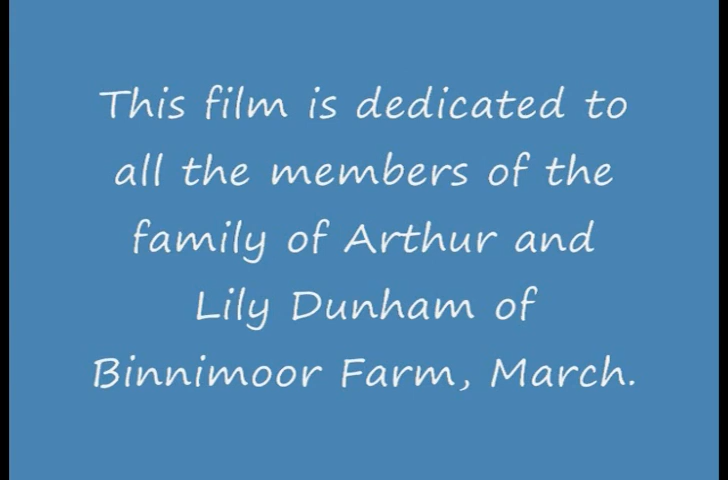 This film is dedicated to
all the members of the
family of Arthur and
Lily Dunham of
Binnimoor Farm, March.